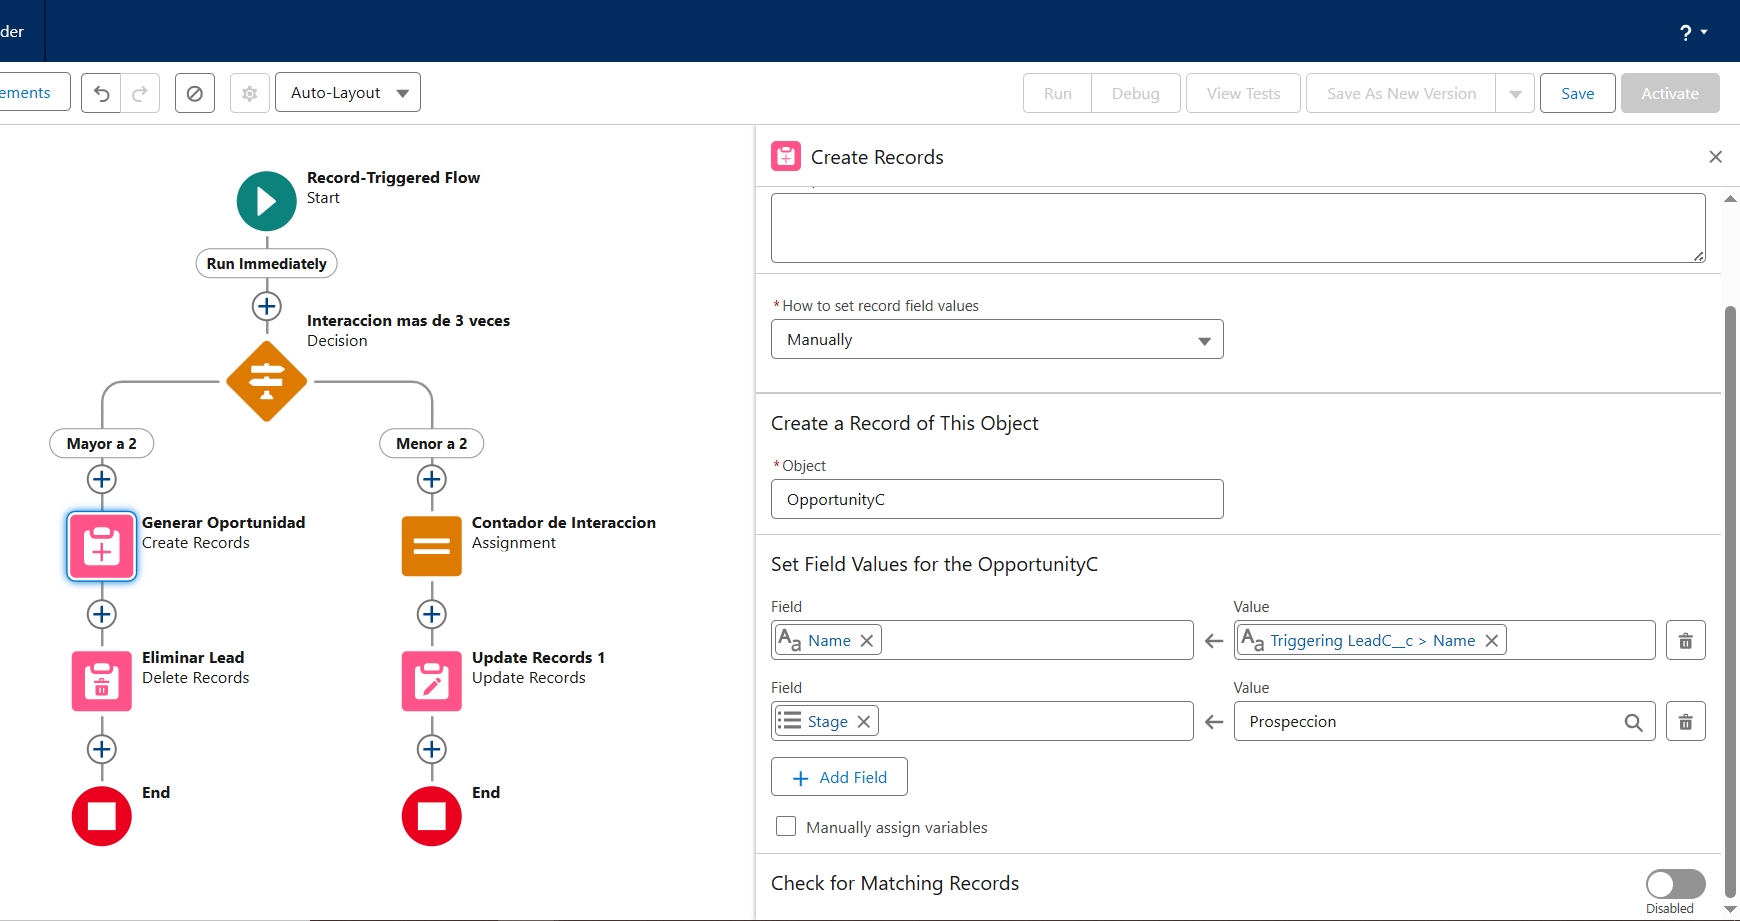 der
?
ements
Auto-Layout
Run
Debug
View Tests
Save As New Version
Save
Activate
Record-Triggered Flow
Start
Run Immediately
Interaccion mas de 3 veces
Decision
Mayor a 2
Menor a 2
Generar Oportunidad
Create Records
Contador de Interaccion
Assignment
Eliminar Lead
Delete Records
Update Records 1
Update Records
End
End
Create Records
*How to set record field values
Manually
Create a Record of This Object
*Object
OpportunityC
Set Field Values for the OpportunityC
Field
Value
Aa Name
Aa Triggering LeadC__c > Name
Field
Value
Stage
Prospeccion
+ Add Field
Manually assign variables
Check for Matching Records
Disabled